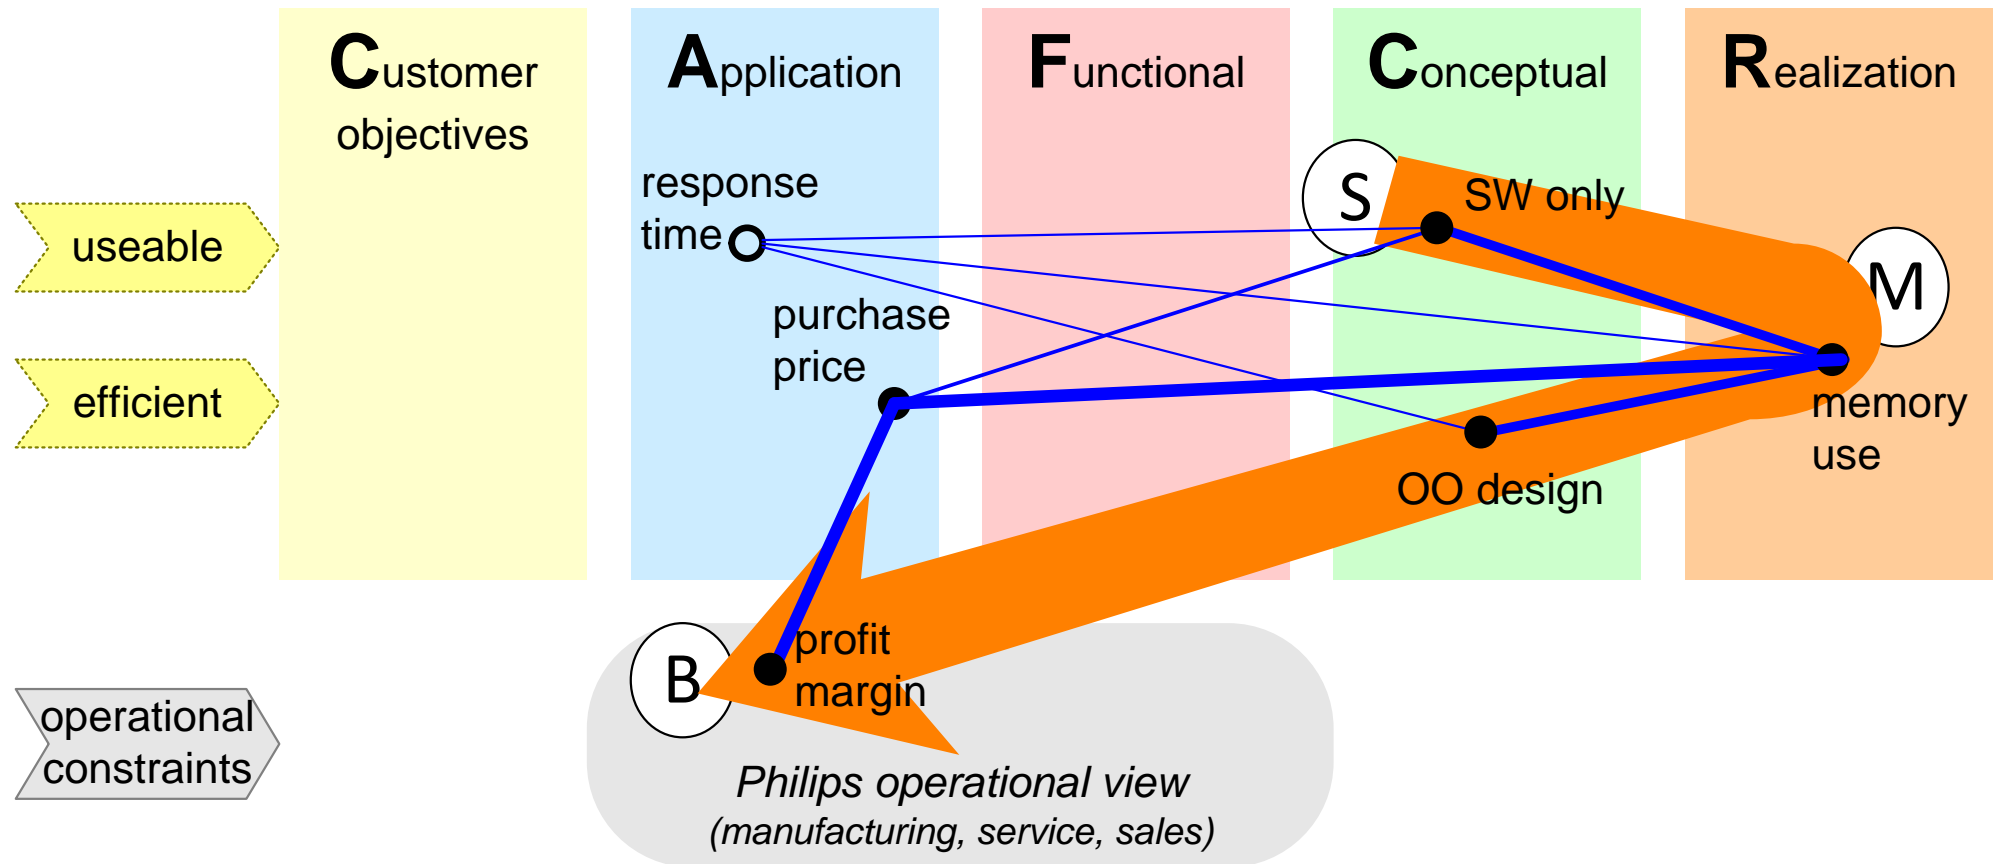 Customer
objectives
Application
Functional
Conceptual
Realization
response
time
S
SW only
useable
M
purchase
price
efficient
memory
use
OO design
B
profit
margin
operational
constraints
Philips operational view
(manufacturing, service, sales)